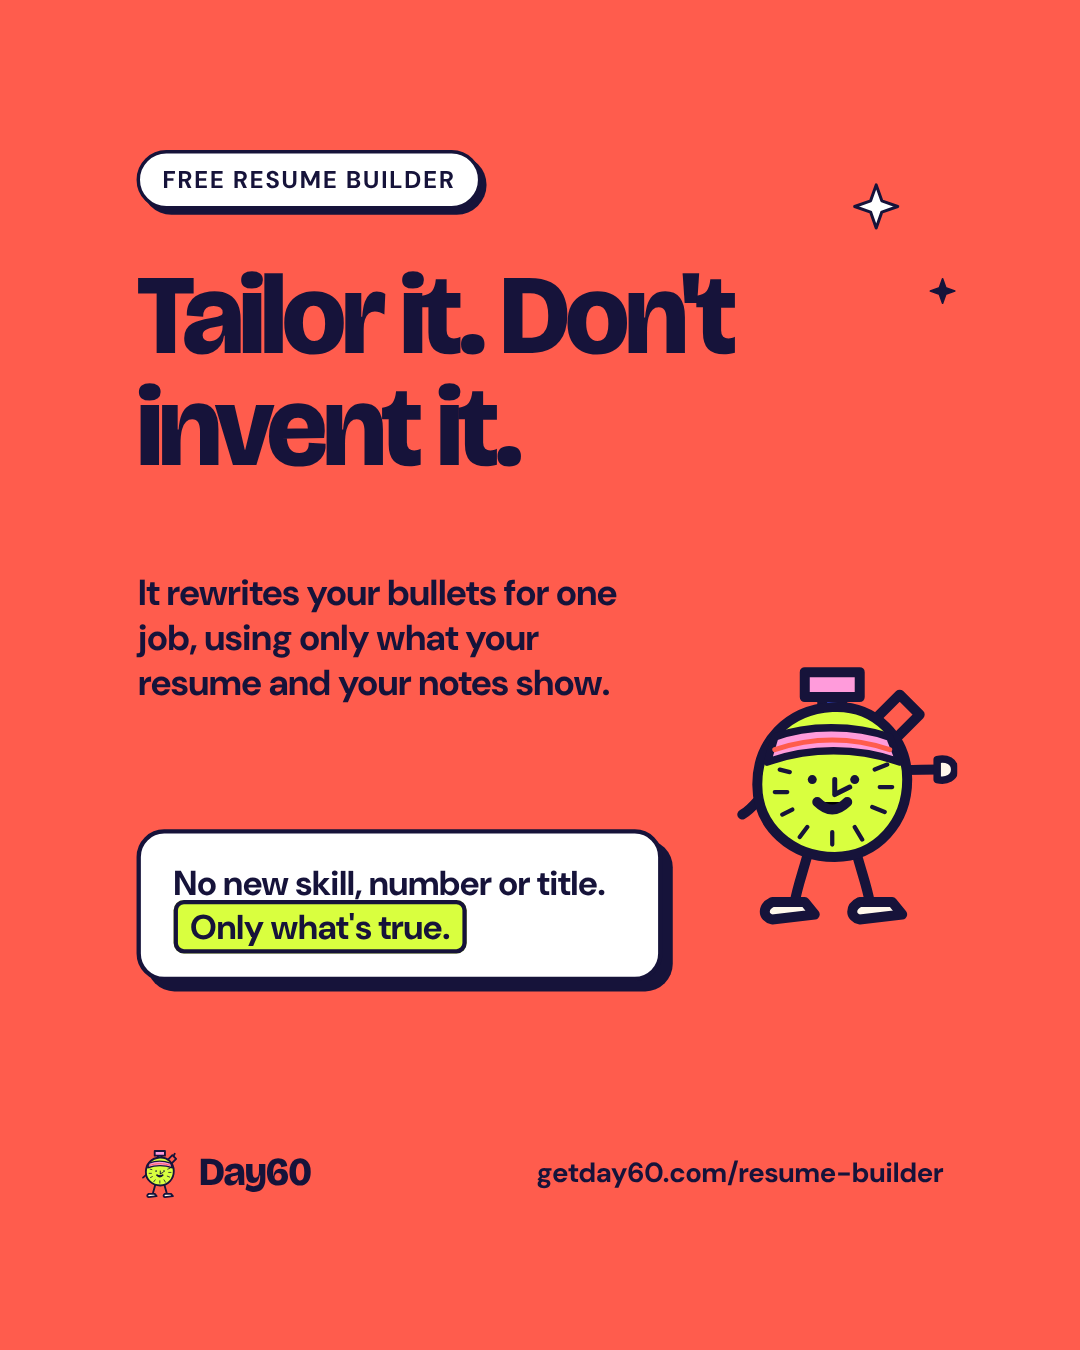 FREE RESUME BUILDER
Tailor it. Don't
invent it.
It rewrites your bullets for one
job, using only what your
resume and your notes show.
No new skill, number or title.
Only what's true.
Day60
getday60.com/resume-builder